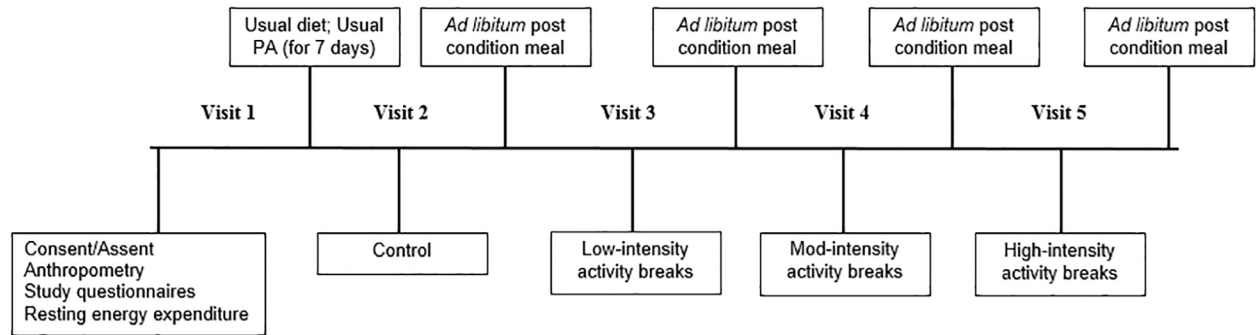 Usual diet; Usual
PA (for 7 days)
Ad libitum post
condition meal
Ad libitum post
condition meal
Ad libitum post
condition meal
Ad libitum post
condition meal
Visit 1
Visit 2
Visit 3
Visit 4
Visit 5
Consent/Assent
Anthropometry
Study questionnaires
Resting energy expenditure
Control
Low-intensity
activity breaks
Mod-intensity
activity breaks
High-intensity
activity breaks